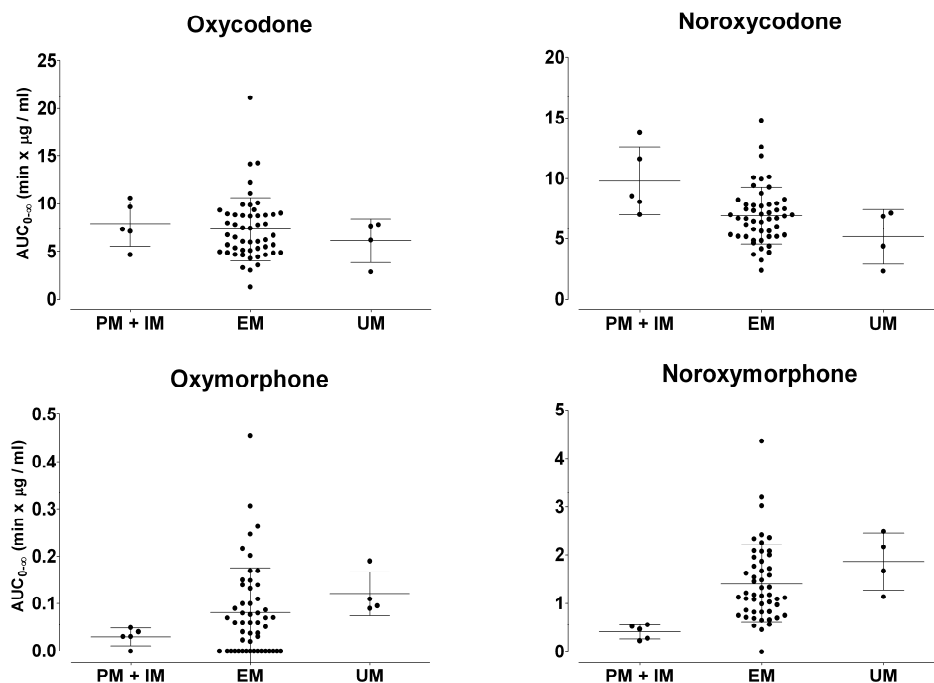 Oxycodone
AUC0-∞ (min x µg / ml)
25
20
15
10
5
0
PM + IM EM UM
Noroxycodone
20
15
10
5
0
PM + IM EM UM
Oxymorphone
AUC0-∞ (min x µg / ml)
0.5
0.4
0.3
0.2
0.1
0.0
PM + IM EM UM
Noroxymorphone
5
4
3
2
1
0
PM + IM EM UM